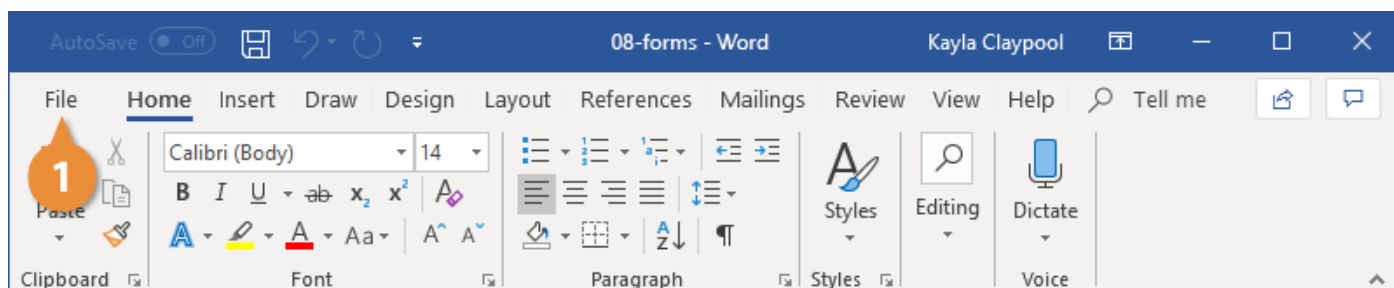 AutoSave Off 08-forms - Word Kayla Claypool
File Home Insert Draw Design Layout References Mailings Review View Help Tell me
1
Calibri (Body) 14
Paste
B I U ab x₂ x² A
A A Aa A A
Styles Editing Dictate
Clipboard Font Paragraph Styles Voice